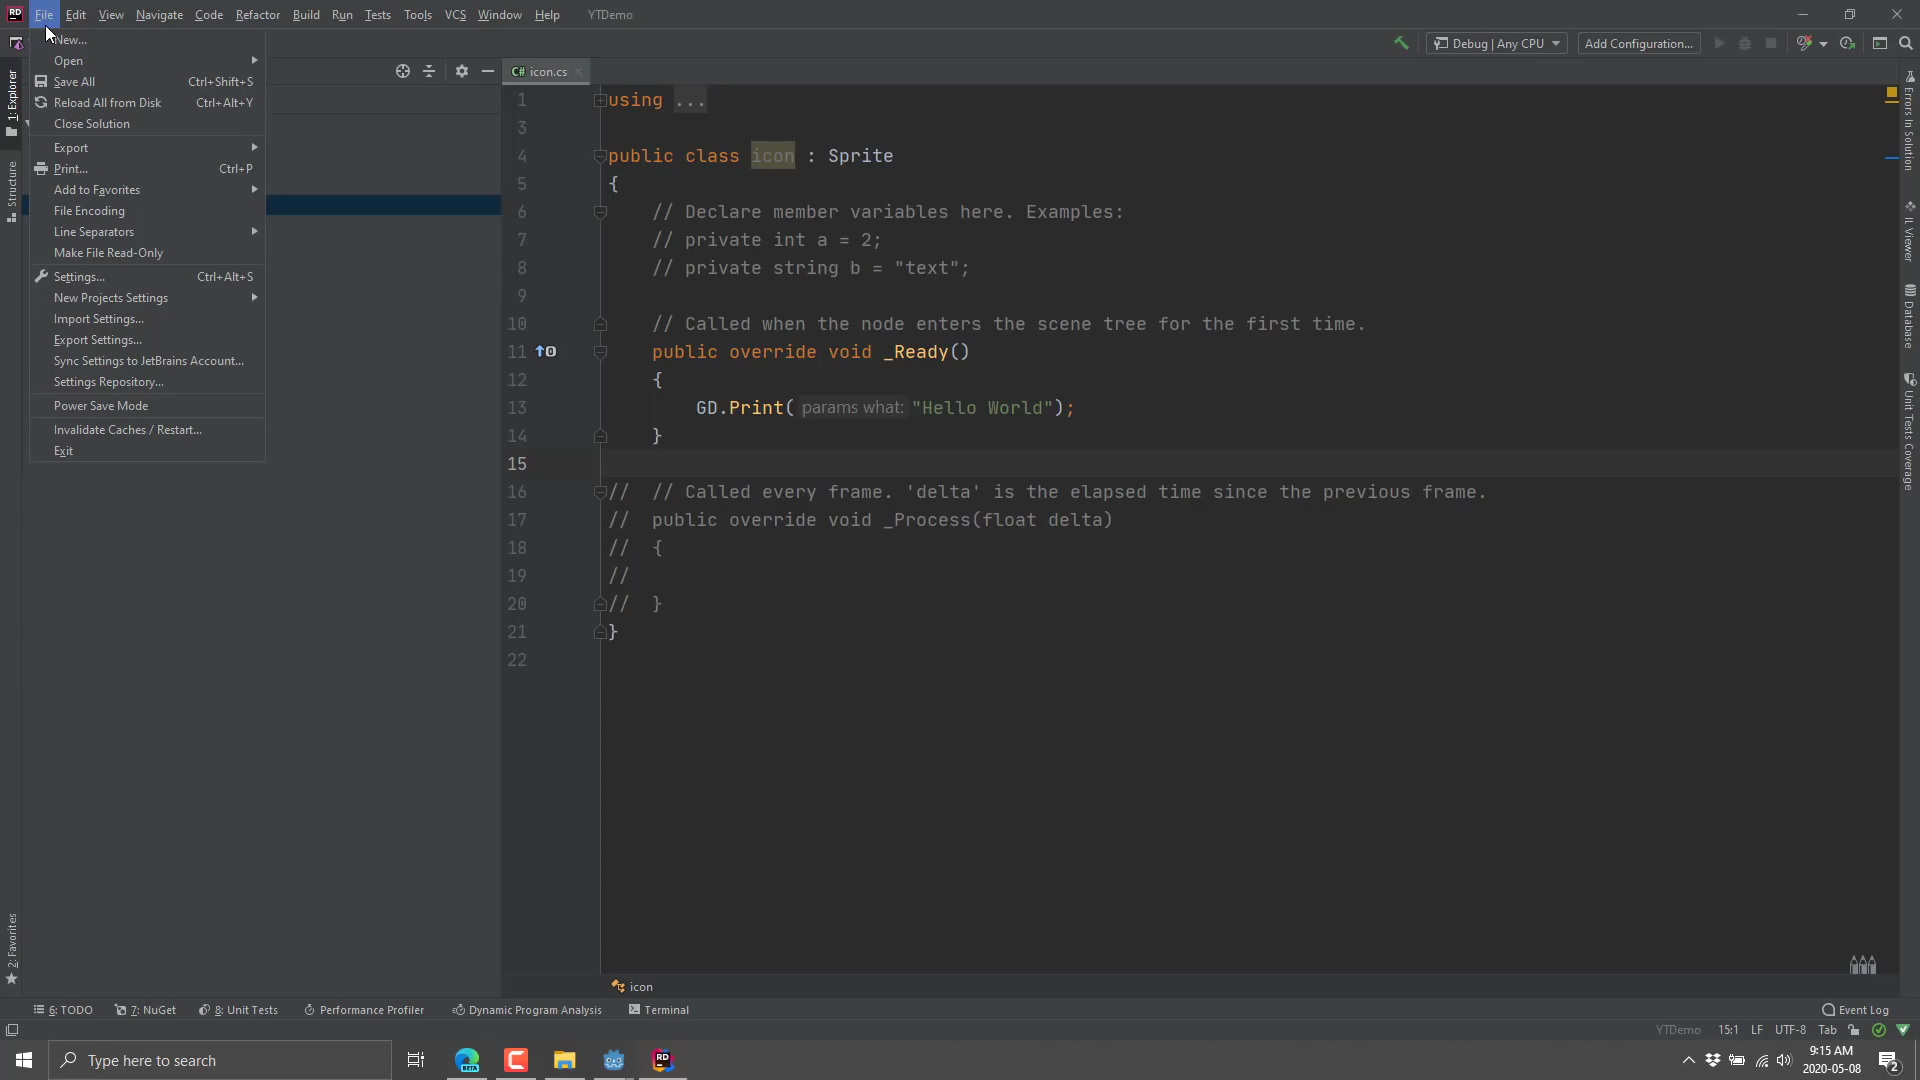 RD File Edit View Navigate Code Refactor Build Run Tests Tools VCS Window Help YTDemo
Debug | Any CPU Add Configuration...
New...
Open
Save All Ctrl+Shift+S
Reload All from Disk Ctrl+Alt+Y
Close Solution
Export
Print... Ctrl+P
Add to Favorites
File Encoding
Line Separators
Make File Read-Only
Settings... Ctrl+Alt+S
New Projects Settings
Import Settings...
Export Settings...
Sync Settings to JetBrains Account...
Settings Repository...
Power Save Mode
Invalidate Caches / Restart...
Exit
1: Explorer
Structure
2: Favorites
C# icon.cs
1 using ...
3
4 public class icon : Sprite
5 {
6 // Declare member variables here. Examples:
7 // private int a = 2;
8 // private string b = "text";
9
10 // Called when the node enters the scene tree for the first time.
11 public override void _Ready()
12 {
13 GD.Print( params what: "Hello World");
14 }
15
16 // // Called every frame. 'delta' is the elapsed time since the previous frame.
17 // public override void _Process(float delta)
18 // {
19 //
20 // }
21 }
22
Errors In Solution
IL Viewer
Database
Unit Tests Coverage
icon
6: TODO 7: NuGet 8: Unit Tests Performance Profiler Dynamic Program Analysis Terminal Event Log
YTDemo 15:1 LF UTF-8 Tab
Type here to search
BETA
RD
9:15 AM
2020-05-08
2